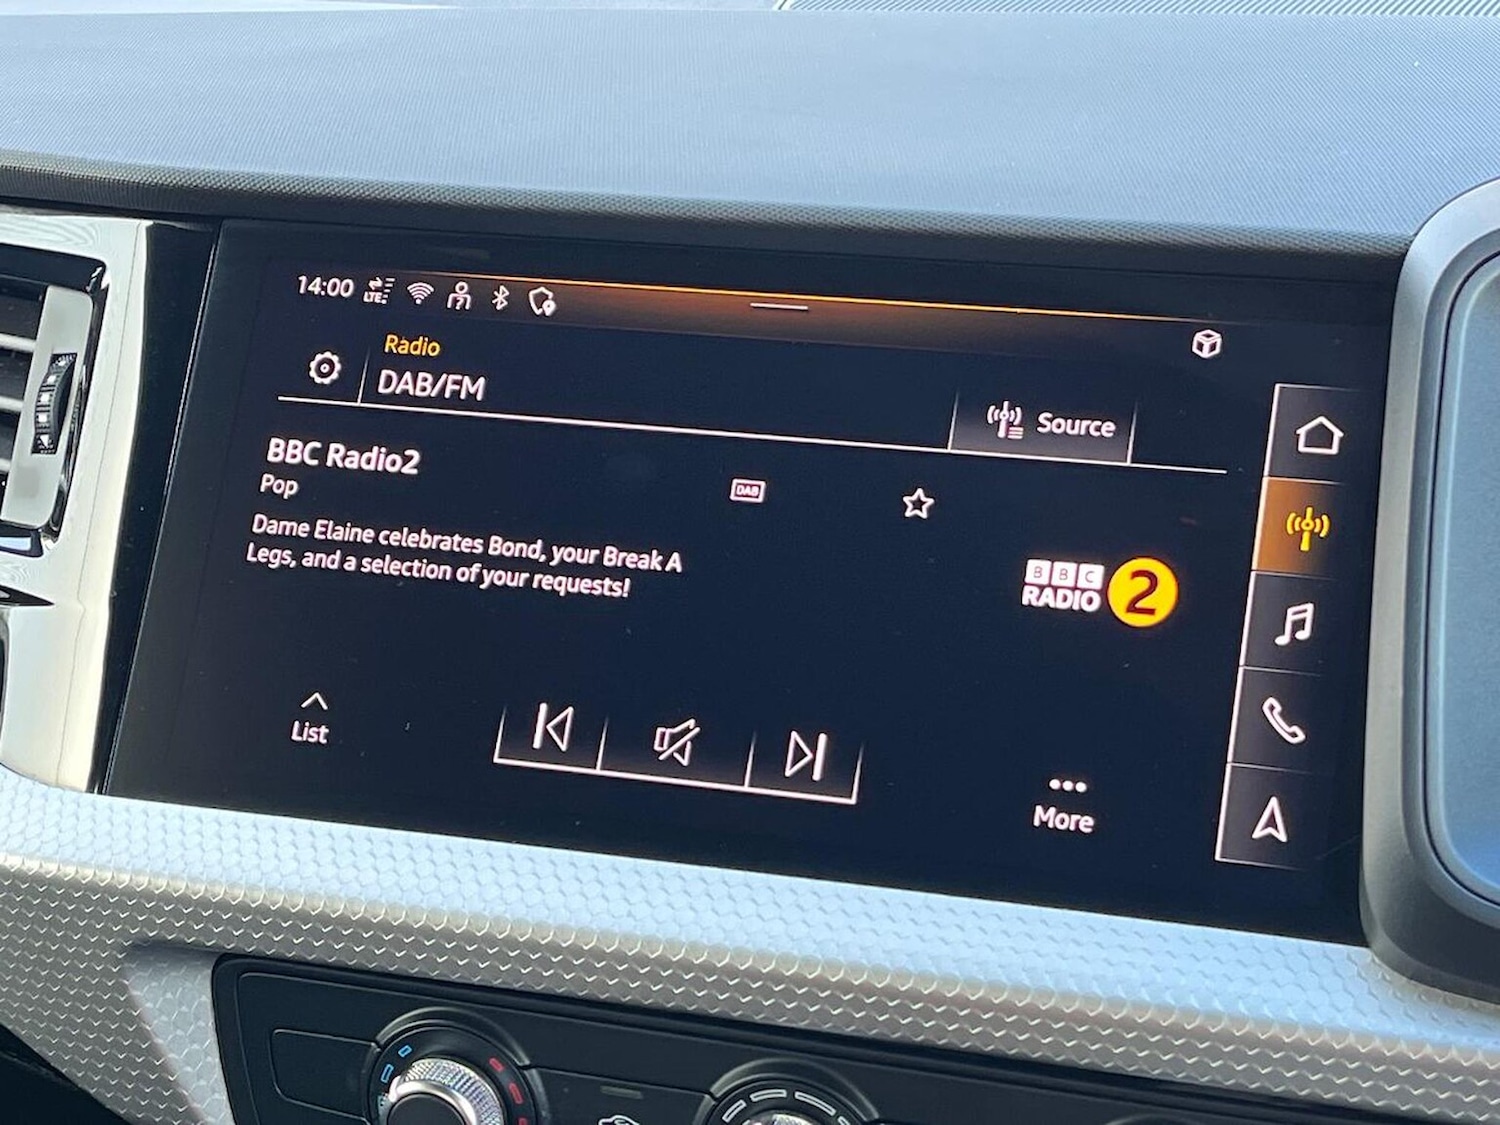 14:00 LTE
Radio
DAB/FM
Source
BBC Radio2
Pop
DAB
Dame Elaine celebrates Bond, your Break A
Legs, and a selection of your requests!
BBC
RADIO 2
List
More